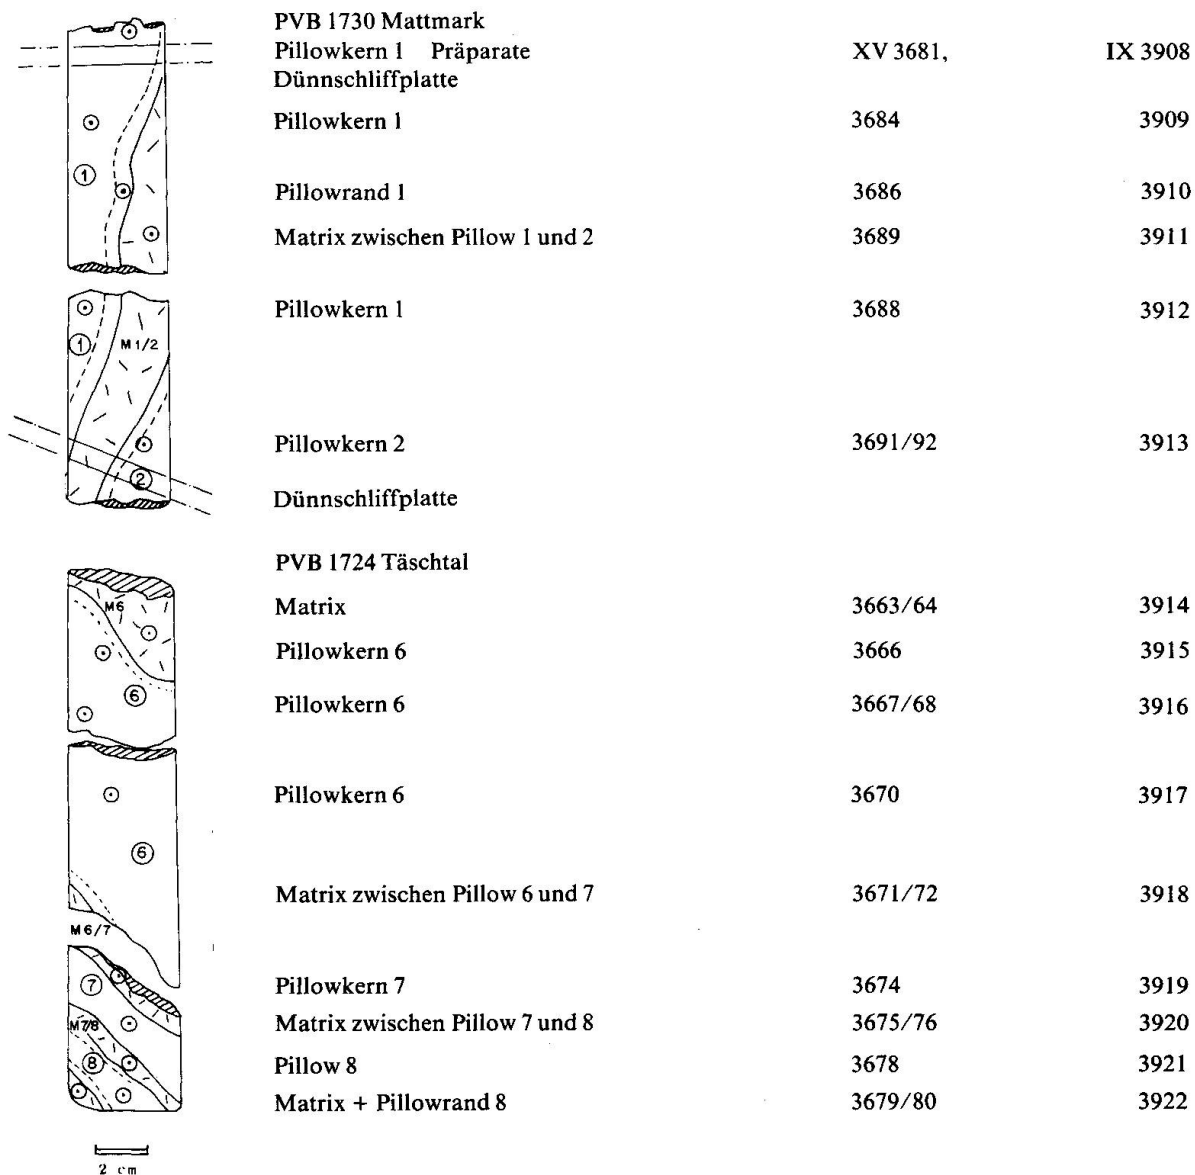 PVB 1730 Mattmark
Pillowkern 1 Präparate XV 3681, IX 3908
Dünnschliffplatte
Pillowkern 1 3684 3909
1
Pillowrand 1 3686 3910
Matrix zwischen Pillow 1 und 2 3689 3911
Pillowkern 1 3688 3912
1 M 1/2
Pillowkern 2 3691/92 3913
2
Dünnschliffplatte
PVB 1724 Täschtal
M6 Matrix 3663/64 3914
Pillowkern 6 3666 3915
6 Pillowkern 6 3667/68 3916
Pillowkern 6 3670 3917
6
Matrix zwischen Pillow 6 und 7 3671/72 3918
M 6/7
7 Pillowkern 7 3674 3919
M7/8 Matrix zwischen Pillow 7 und 8 3675/76 3920
8 Pillow 8 3678 3921
Matrix + Pillowrand 8 3679/80 3922
2 cm